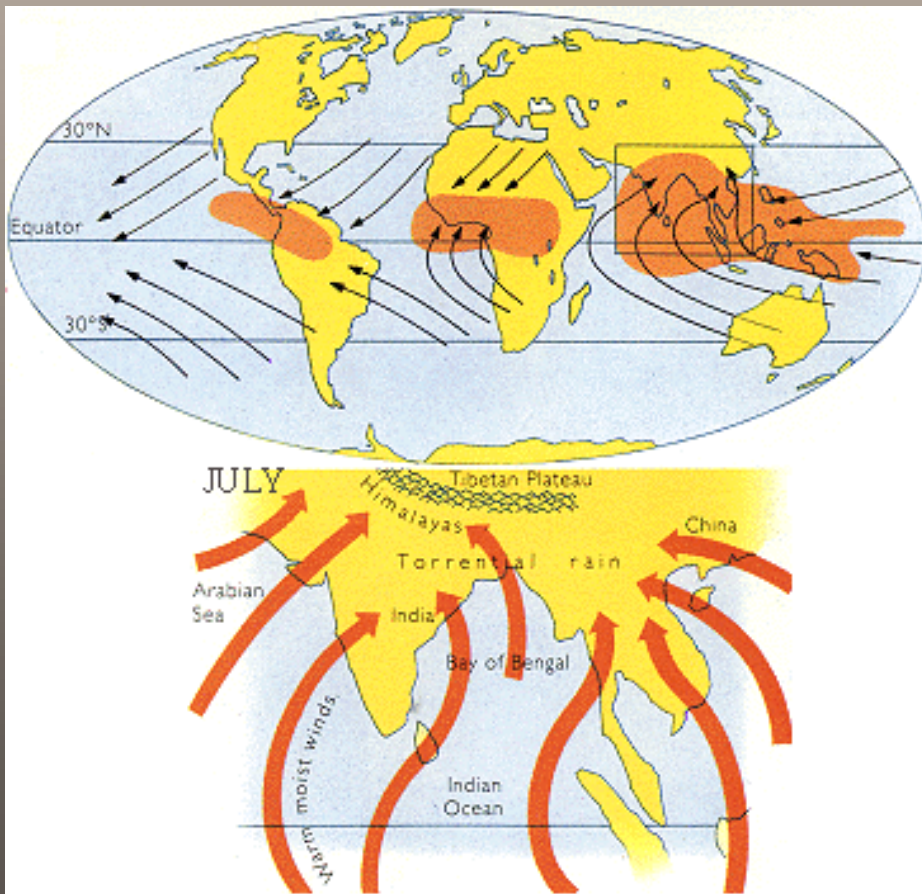 30°N
Equator
30°S
JULY
Tibetan Plateau
Himalayas
China
Torrential rain
Arabian
Sea
India
Bay of Bengal
Warm moist winds
Indian
Ocean